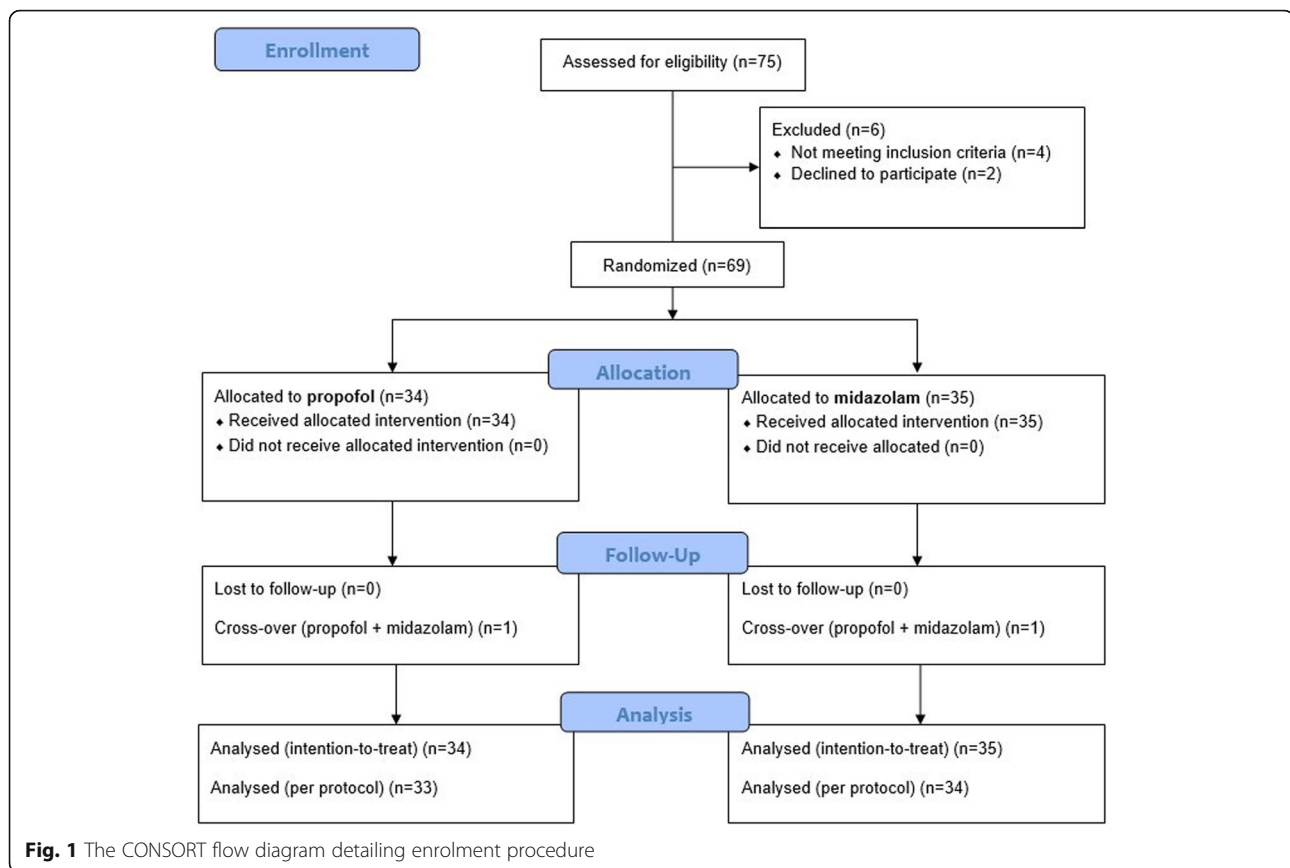 Enrollment
Assessed for eligibility (n=75)
Excluded (n=6)
⬥ Not meeting inclusion criteria (n=4)
⬥ Declined to participate (n=2)
Randomized (n=69)
Allocation
Allocated to propofol (n=34)
⬥ Received allocated intervention (n=34)
⬥ Did not receive allocated intervention (n=0)
Allocated to midazolam (n=35)
⬥ Received allocated intervention (n=35)
⬥ Did not receive allocated (n=0)
Follow-Up
Lost to follow-up (n=0)
Cross-over (propofol + midazolam) (n=1)
Lost to follow-up (n=0)
Cross-over (propofol + midazolam) (n=1)
Analysis
Analysed (intention-to-treat) (n=34)
Analysed (per protocol) (n=33)
Analysed (intention-to-treat) (n=35)
Analysed (per protocol) (n=34)
Fig. 1 The CONSORT flow diagram detailing enrolment procedure